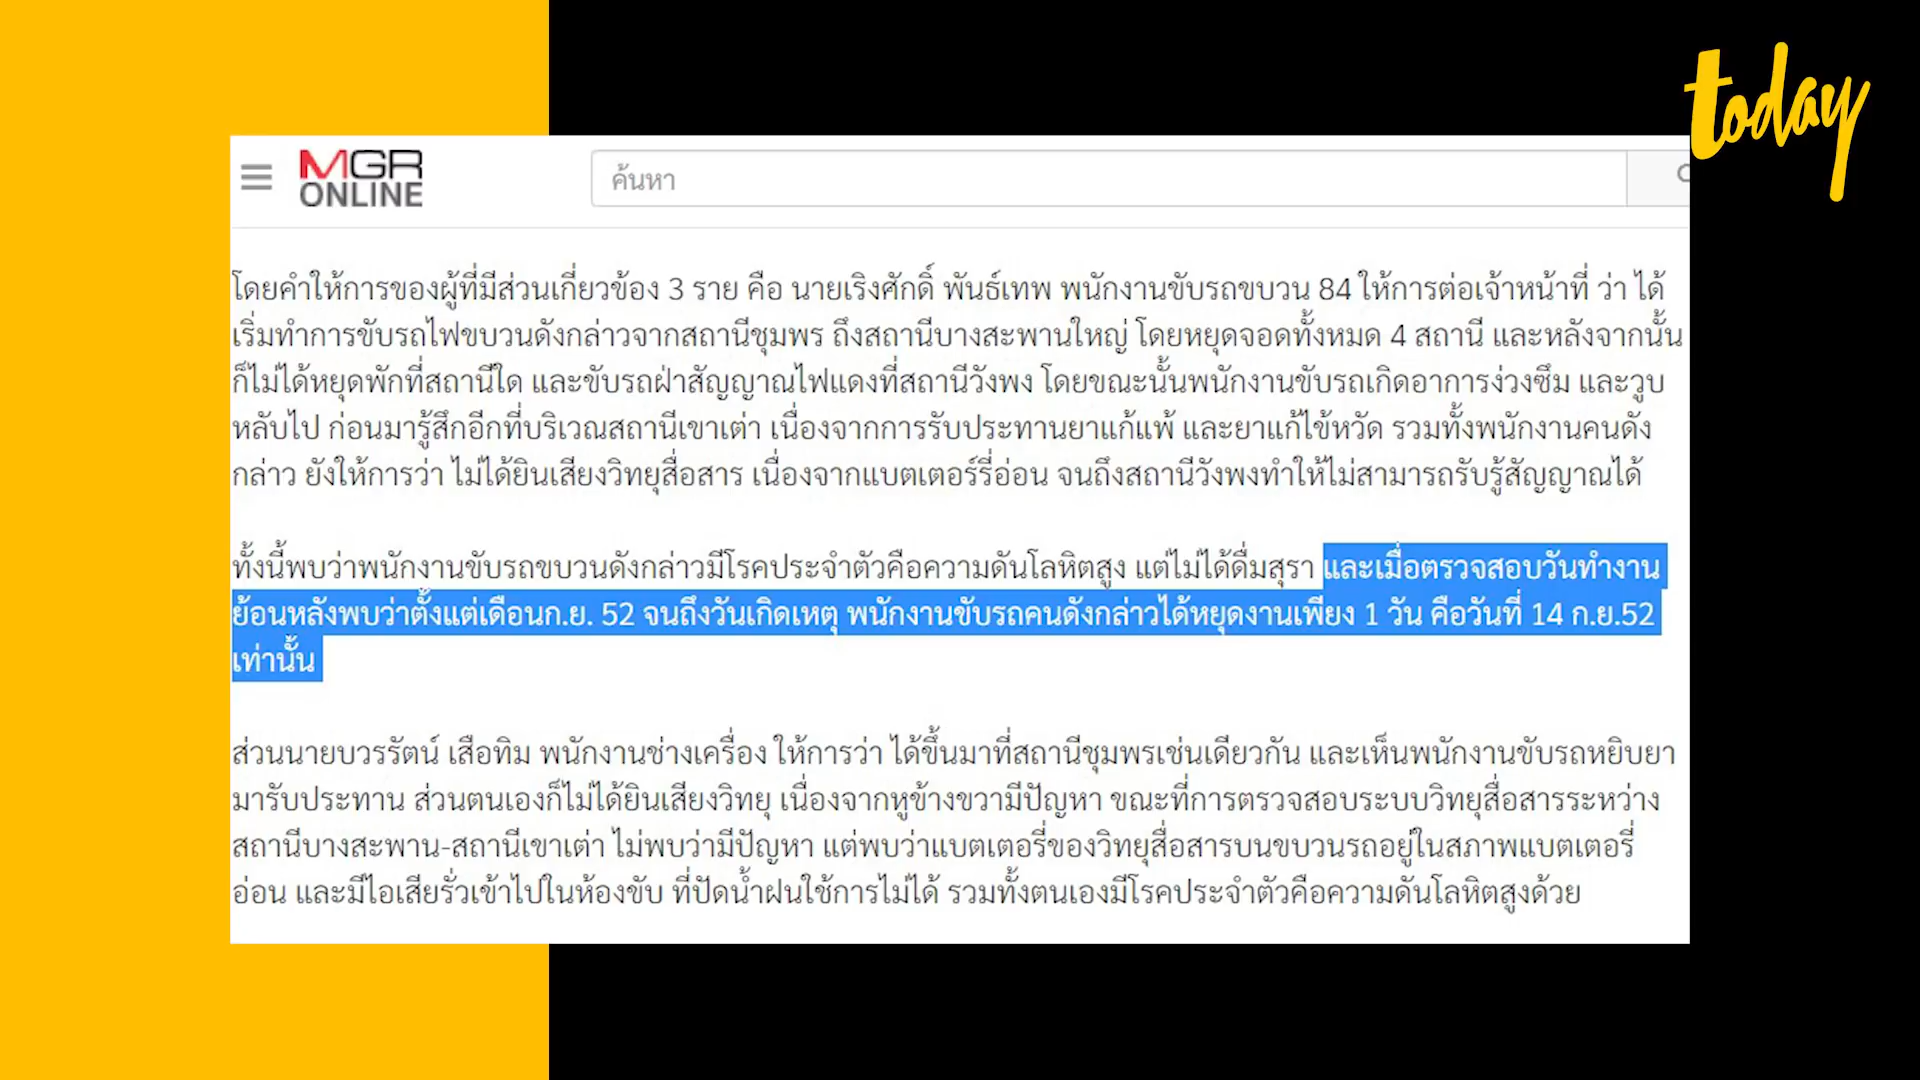 today
MGR
ONLINE
ค้นหา
โดยคำให้การของผู้ที่มีส่วนเกี่ยวข้อง 3 ราย คือ นายเริงศักดิ์ พันธ์เทพ พนักงานขับรถขบวน 84 ให้การต่อเจ้าหน้าที่ ว่า ได้
เริ่มทำการขับรถไฟขบวนดังกล่าวจากสถานีชุมพร ถึงสถานีบางสะพานใหญ่ โดยหยุดจอดทั้งหมด 4 สถานี และหลังจากนั้น
ก็ไม่ได้หยุดพักที่สถานีใด และขับรถฝ่าสัญญาณไฟแดงที่สถานีวังพง โดยขณะนั้นพนักงานขับรถเกิดอาการง่วงซึม และวูบ
หลับไป ก่อนมารู้สึกอีกที่บริเวณสถานีเขาเต่า เนื่องจากการรับประทานยาแก้แพ้ และยาแก้ไข้หวัด รวมทั้งพนักงานคนดัง
กล่าว ยังให้การว่า ไม่ได้ยินเสียงวิทยุสื่อสาร เนื่องจากแบตเตอร์รี่อ่อน จนถึงสถานีวังพงทำให้ไม่สามารถรับรู้สัญญาณได้
ทั้งนี้พบว่าพนักงานขับรถขบวนดังกล่าวมีโรคประจำตัวคือความดันโลหิตสูง แต่ไม่ได้ดื่มสุรา และเมื่อตรวจสอบวันทำงาน
ย้อนหลังพบว่าตั้งแต่เดือนก.ย. 52 จนถึงวันเกิดเหตุ พนักงานขับรถคนดังกล่าวได้หยุดงานเพียง 1 วัน คือวันที่ 14 ก.ย.52
เท่านั้น
ส่วนนายบวรรัตน์ เสือทิม พนักงานช่างเครื่อง ให้การว่า ได้ขึ้นมาที่สถานีชุมพรเช่นเดียวกัน และเห็นพนักงานขับรถหยิบยา
มารับประทาน ส่วนตนเองก็ไม่ได้ยินเสียงวิทยุ เนื่องจากหูข้างขวามีปัญหา ขณะที่การตรวจสอบระบบวิทยุสื่อสารระหว่าง
สถานีบางสะพาน-สถานีเขาเต่า ไม่พบว่ามีปัญหา แต่พบว่าแบตเตอรี่ของวิทยุสื่อสารบนขบวนรถอยู่ในสภาพแบตเตอรี่
อ่อน และมีไอเสียรั่วเข้าไปในห้องขับ ที่ปัดน้ำฝนใช้การไม่ได้ รวมทั้งตนเองมีโรคประจำตัวคือความดันโลหิตสูงด้วย